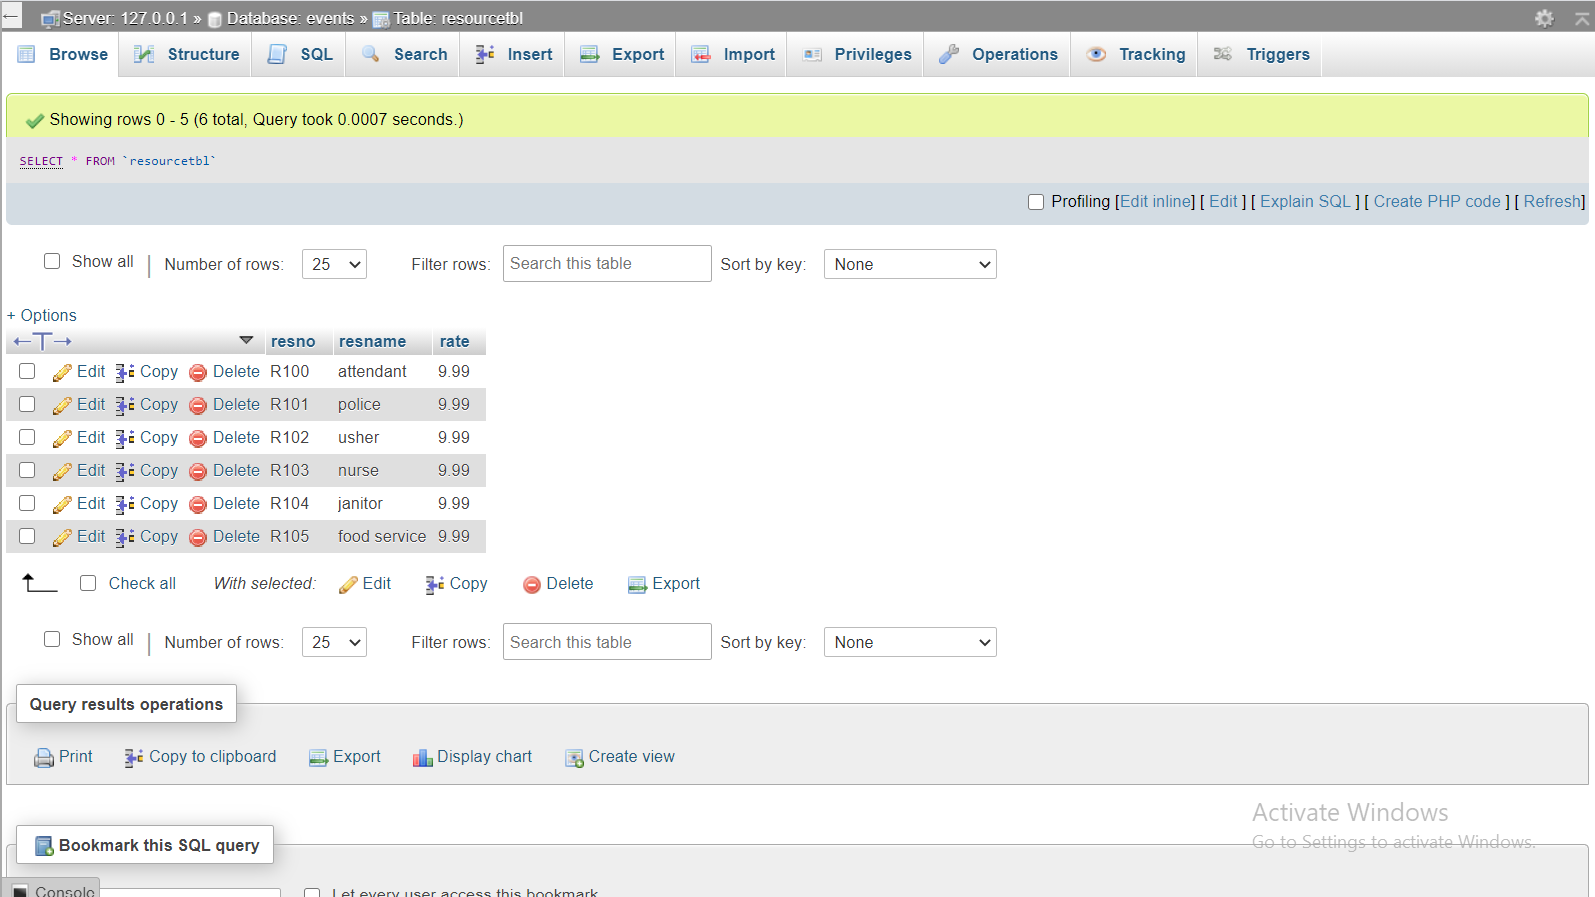 Server: 127.0.0.1 » Database: events » Table: resourcetbl
Browse Structure SQL Search Insert Export Import Privileges Operations Tracking Triggers
Showing rows 0 - 5 (6 total, Query took 0.0007 seconds.)
SELECT * FROM `resourcetbl`
Profiling [Edit inline] [ Edit ] [ Explain SQL ] [ Create PHP code ] [ Refresh]
Show all | Number of rows: 25 Filter rows: Search this table Sort by key: None
+ Options
←T→ resno resname rate
Edit Copy Delete R100 attendant 9.99
Edit Copy Delete R101 police 9.99
Edit Copy Delete R102 usher 9.99
Edit Copy Delete R103 nurse 9.99
Edit Copy Delete R104 janitor 9.99
Edit Copy Delete R105 food service 9.99
Check all With selected: Edit Copy Delete Export
Show all | Number of rows: 25 Filter rows: Search this table Sort by key: None
Query results operations
Print Copy to clipboard Export Display chart Create view
Activate Windows
Go to Settings to activate Windows.
Bookmark this SQL query
Console
Let every user access this bookmark